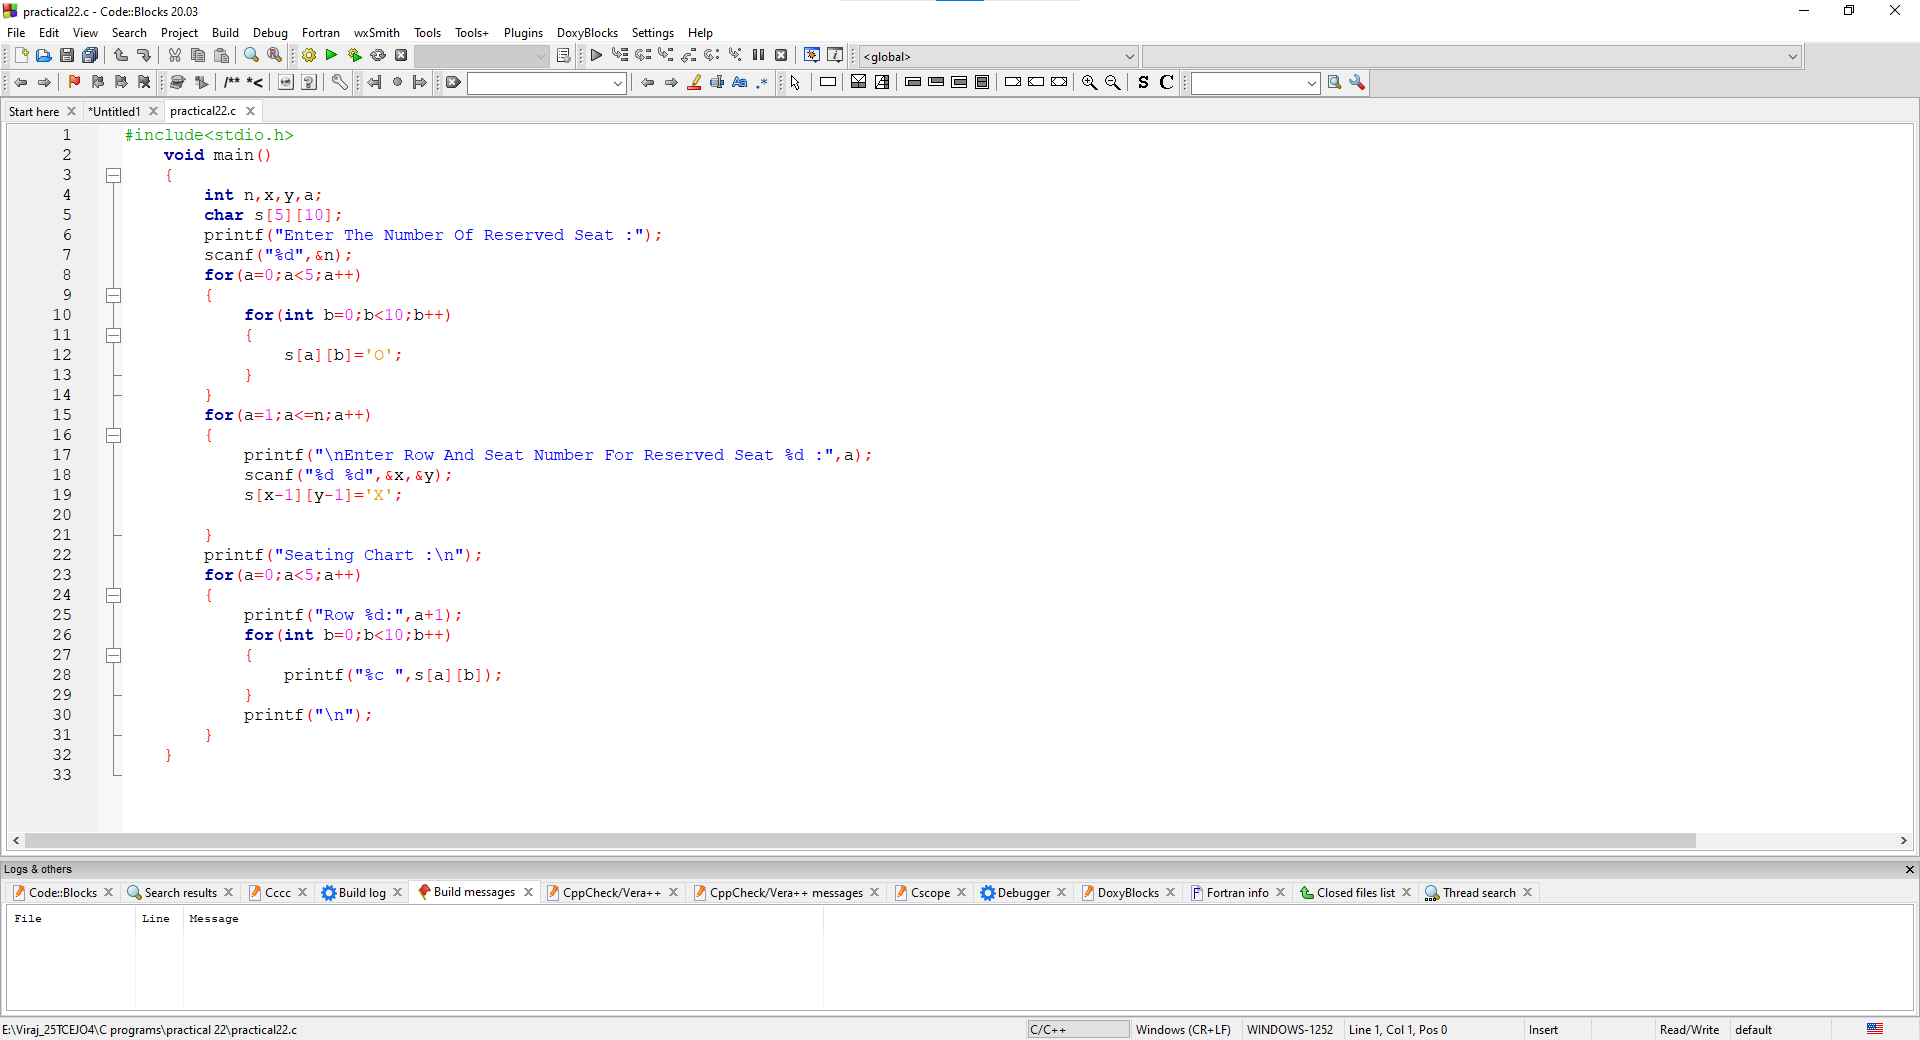 practical22.c - Code::Blocks 20.03
File Edit View Search Project Build Debug Fortran wxSmith Tools Tools+ Plugins DoxyBlocks Settings Help
<global>
/** *< Aa .* S C
Start here *Untitled1 practical22.c
1 #include<stdio.h>
2     void main()
3     {
4         int n,x,y,a;
5         char s[5][10];
6         printf("Enter The Number Of Reserved Seat :");
7         scanf("%d",&n);
8         for(a=0;a<5;a++)
9         {
10             for(int b=0;b<10;b++)
11             {
12                 s[a][b]='O';
13             }
14         }
15         for(a=1;a<=n;a++)
16         {
17             printf("\nEnter Row And Seat Number For Reserved Seat %d :",a);
18             scanf("%d %d",&x,&y);
19             s[x-1][y-1]='X';
20
21         }
22         printf("Seating Chart :\n");
23         for(a=0;a<5;a++)
24         {
25             printf("Row %d:",a+1);
26             for(int b=0;b<10;b++)
27             {
28                 printf("%c ",s[a][b]);
29             }
30             printf("\n");
31         }
32     }
33
Logs & others
Code::Blocks Search results Cccc Build log Build messages CppCheck/Vera++ CppCheck/Vera++ messages Cscope Debugger DoxyBlocks Fortran info Closed files list Thread search
File Line Message
E:\Viraj_25TCEJO4\C programs\practical 22\practical22.c C/C++ Windows (CR+LF) WINDOWS-1252 Line 1, Col 1, Pos 0 Insert Read/Write default